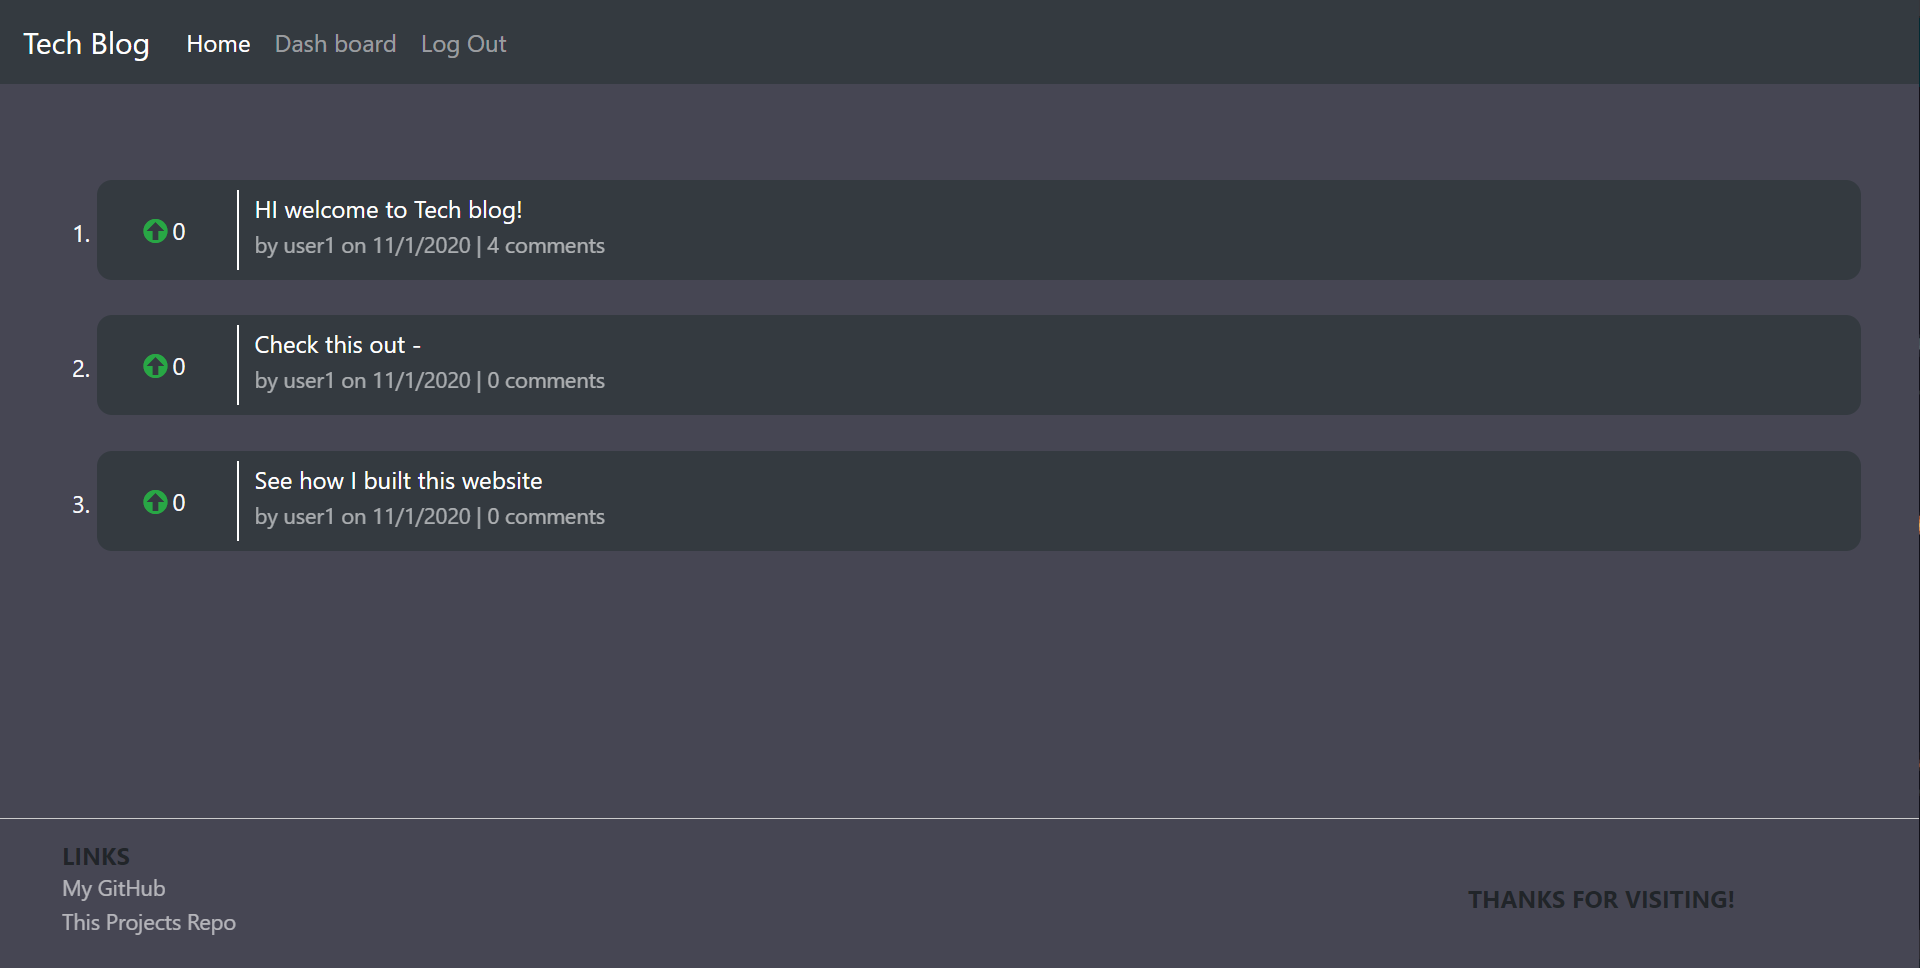 Tech Blog Home Dash board Log Out
1. 0 HI welcome to Tech blog!
by user1 on 11/1/2020 | 4 comments
2. 0 Check this out -
by user1 on 11/1/2020 | 0 comments
3. 0 See how I built this website
by user1 on 11/1/2020 | 0 comments
LINKS
My GitHub
This Projects Repo
THANKS FOR VISITING!